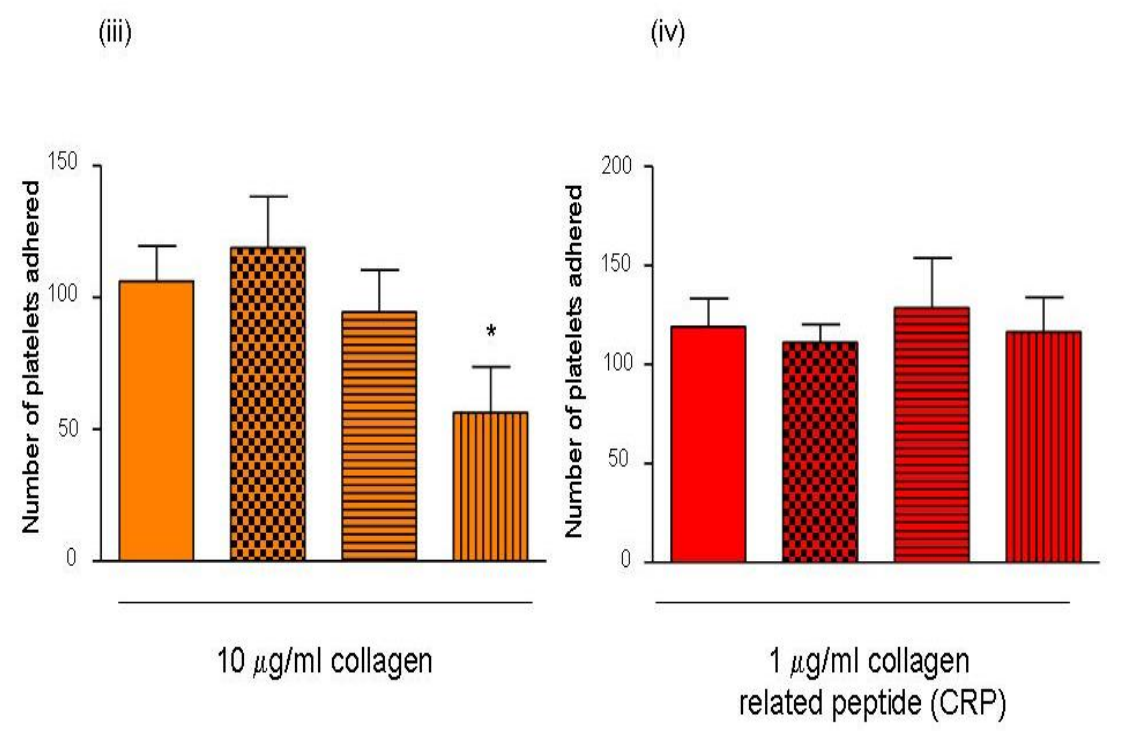 (iii)
Number of platelets adhered
150
100
50
0
*
10 μg/ml collagen
(iv)
Number of platelets adhered
200
150
100
50
0
1 μg/ml collagen
related peptide (CRP)